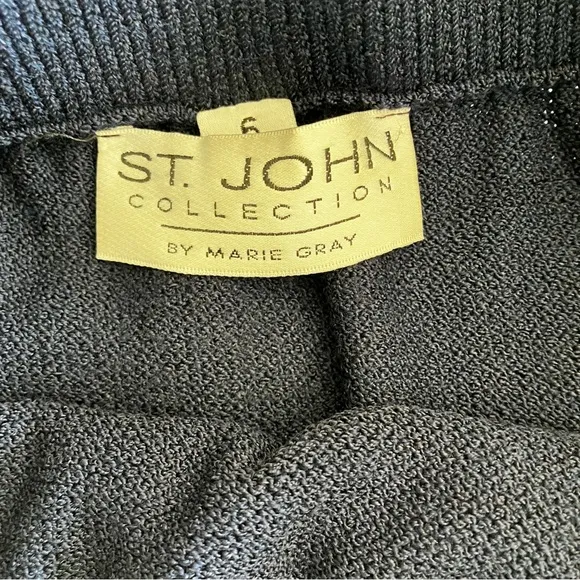 6
ST. JOHN
COLLECTION
BY MARIE GRAY